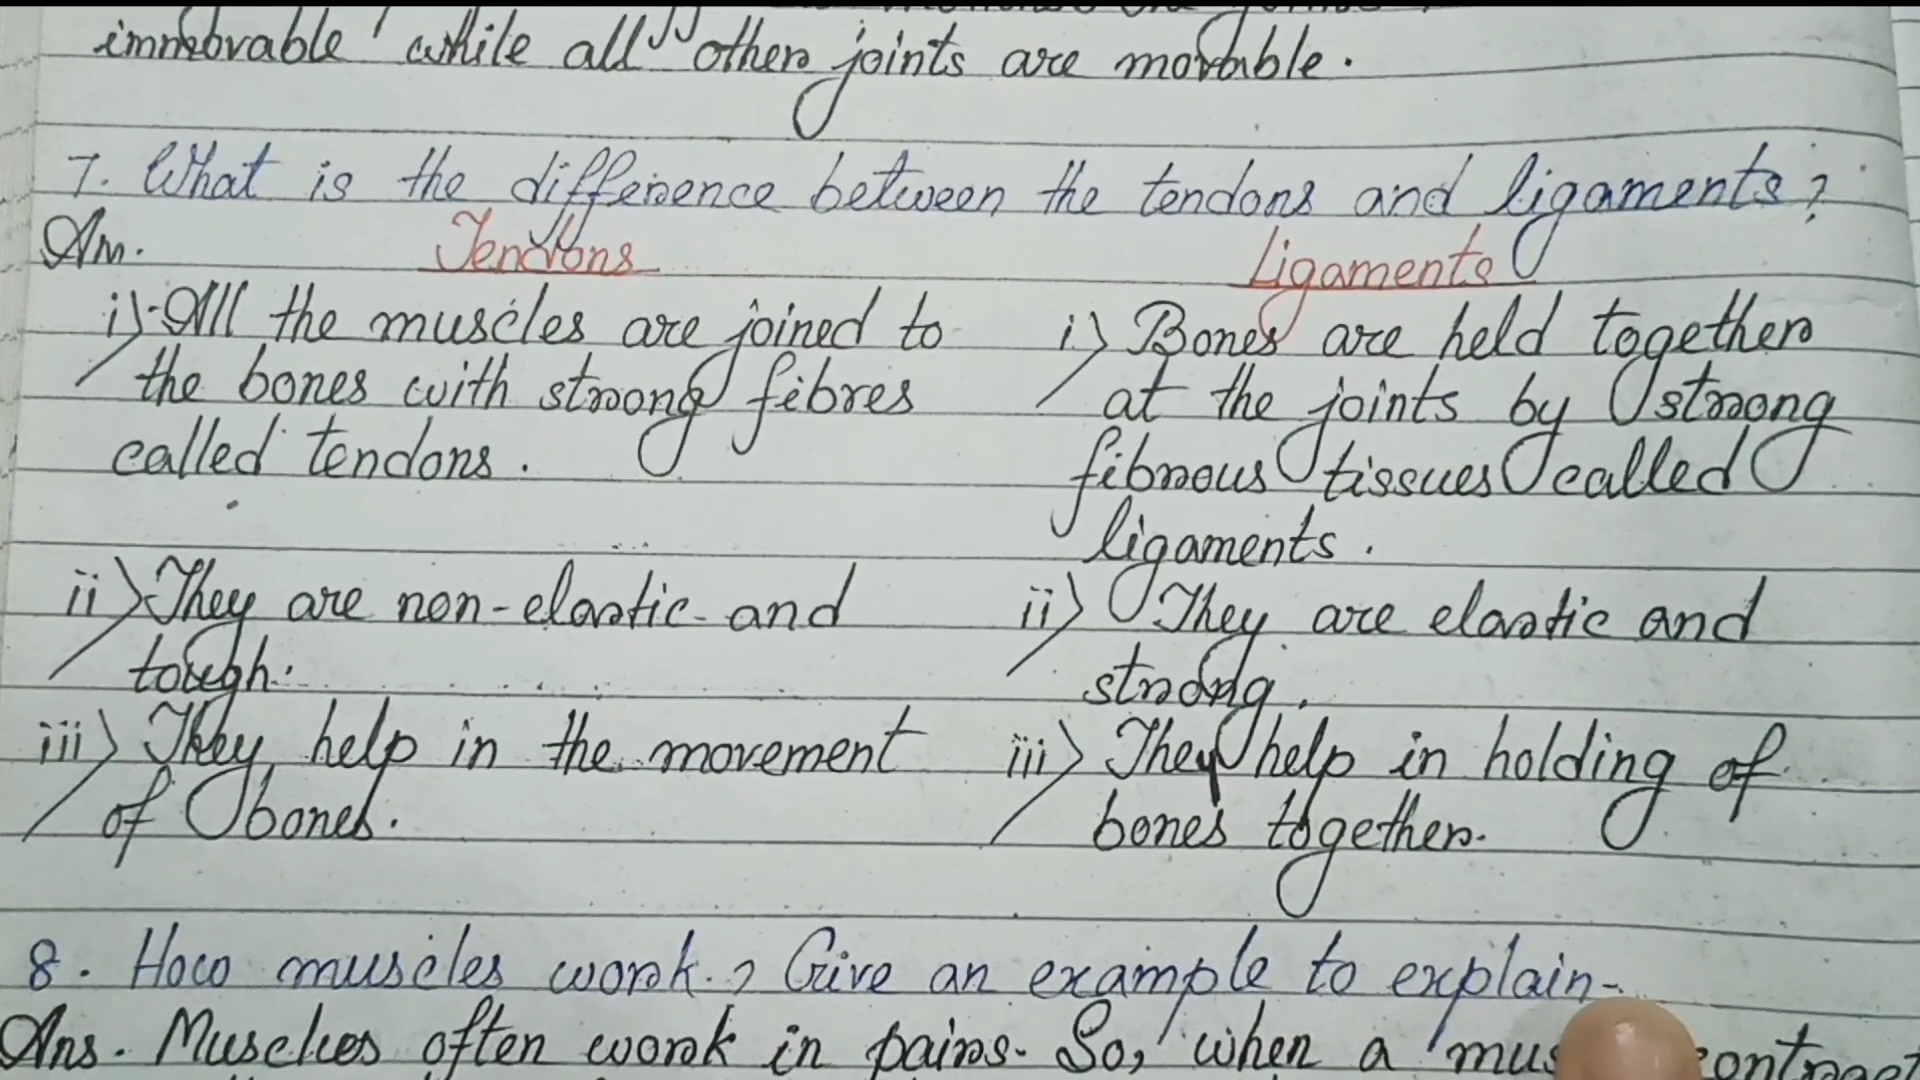 immovable while all other joints are movable.
7. What is the difference between the tendons and ligaments?
Ans. Tendons Ligaments
i) All the muscles are joined to
the bones with strong fibres
called tendons.
i) Bones are held together
at the joints by strong
fibrous tissues called
ligaments.
ii) They are non-elastic and
tough.
ii) They are elastic and
strong.
iii) They help in the movement
of bones.
iii) They help in holding of
bones together.
8. How muscles work? Give an example to explain-
Ans. Muscles often work in pairs. So, when a